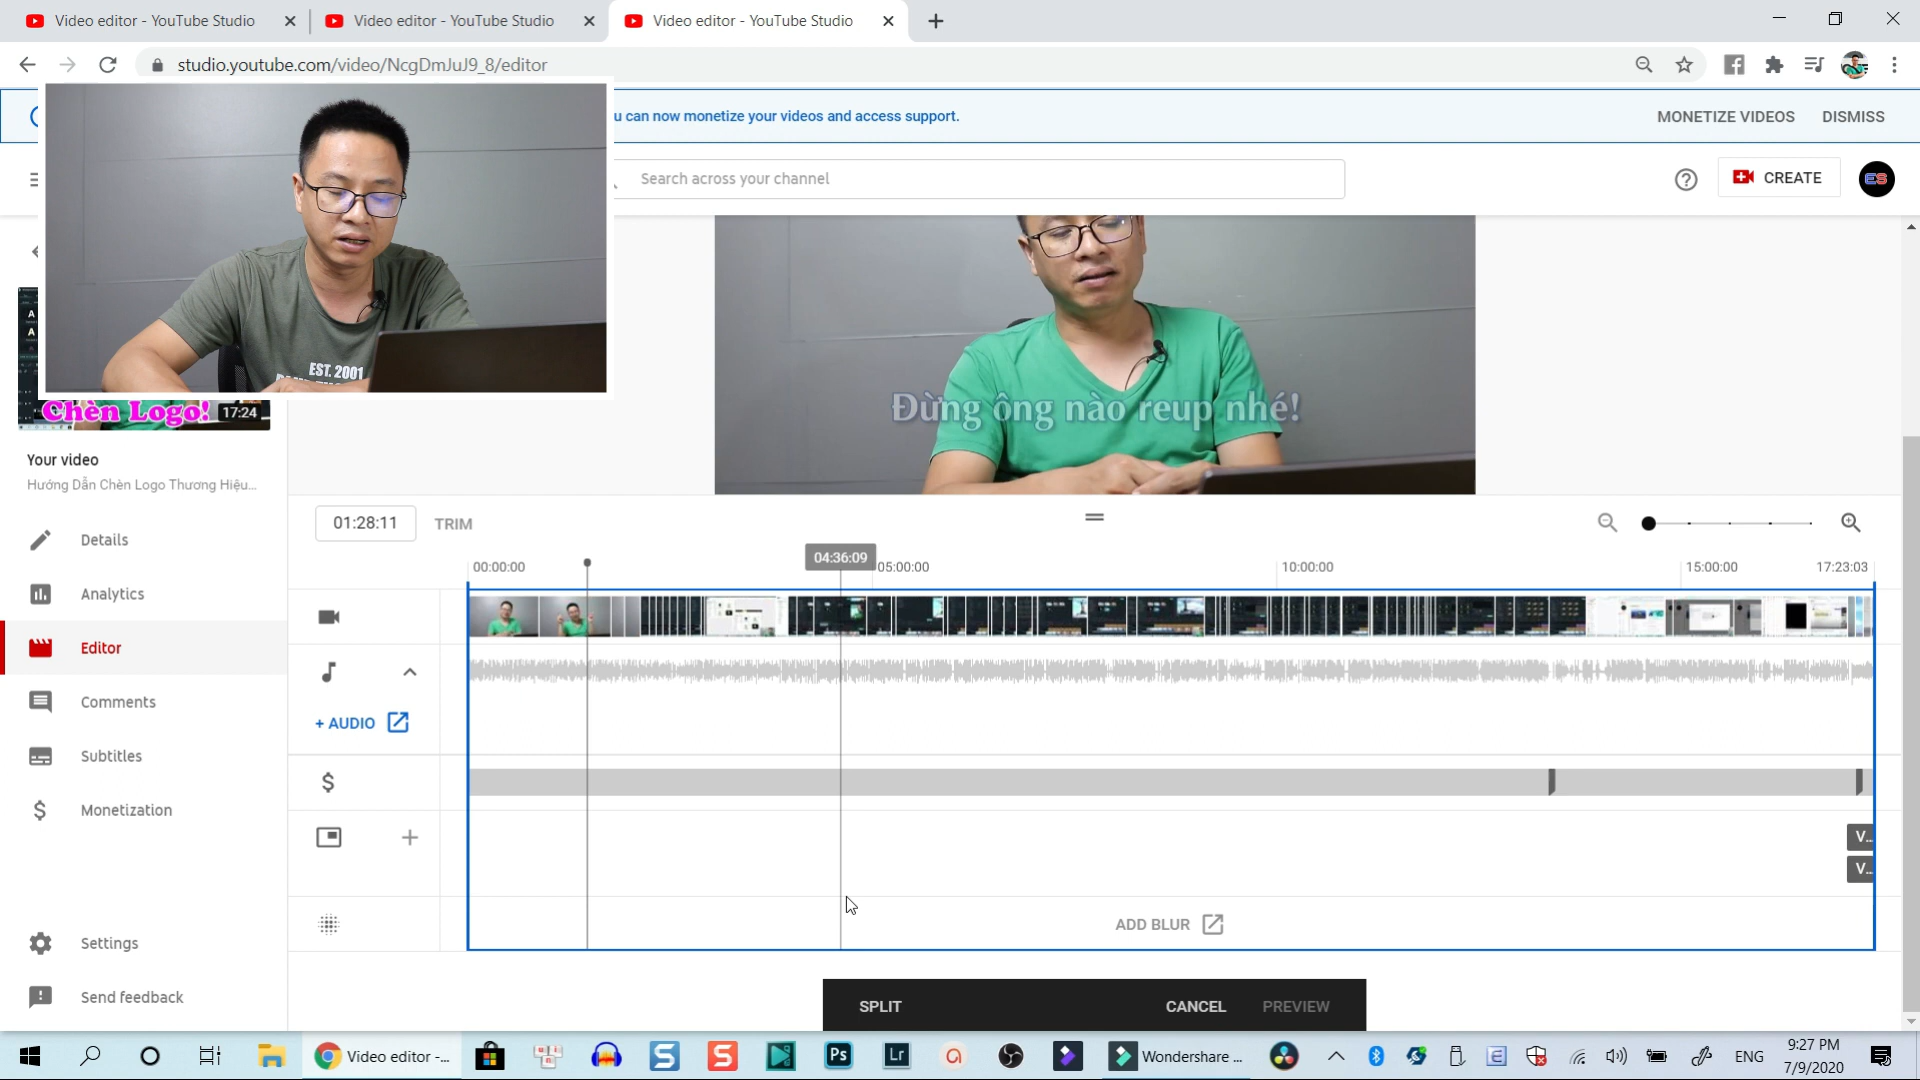 Video editor - YouTube Studio
Video editor - YouTube Studio
Video editor - YouTube Studio
studio.youtube.com/video/NcgDmJuJ9_8/editor
u can now monetize your videos and access support.
MONETIZE VIDEOS
DISMISS
Search across your channel
CREATE
ES
EST. 2001
Chèn Logo!
17:24
Đừng ông nào reup nhé!
Your video
Hướng Dẫn Chèn Logo Thương Hiệu...
Details
Analytics
Editor
Comments
Subtitles
Monetization
Settings
Send feedback
01:28:11
TRIM
04:36:09
00:00:00
05:00:00
10:00:00
15:00:00
17:23:03
+ AUDIO
V...
V...
ADD BLUR
SPLIT
CANCEL
PREVIEW
Video editor -...
Ps
Lr
Wondershare ...
ENG
9:27 PM
7/9/2020